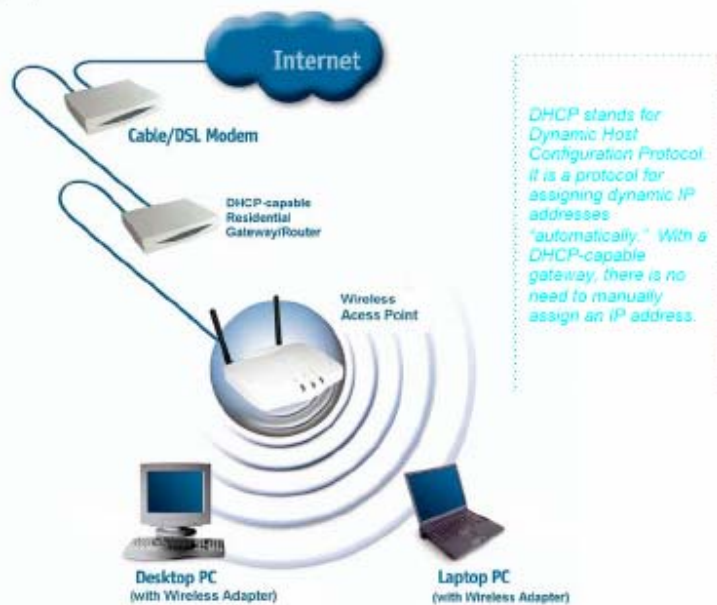 Internet
Cable/DSL Modem
DHCP-capable
Residential
Gateway/Router
Wireless
Acess Point
DHCP stands for
Dynamic Host
Configuration Protocol.
It is a protocol for
assigning dynamic IP
addresses
"automatically." With a
DHCP-capable
gateway, there is no
need to manually
assign an IP address.
Desktop PC
(with Wireless Adapter)
Laptop PC
(with Wireless Adapter)